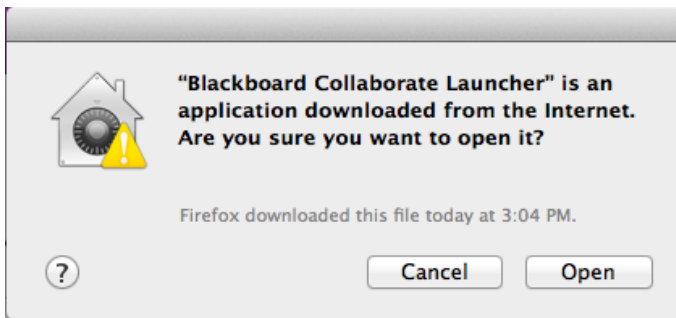 “Blackboard Collaborate Launcher" is an
application downloaded from the Internet.
Are you sure you want to open it?
Firefox downloaded this file today at 3:04 PM.
?
Cancel
Open